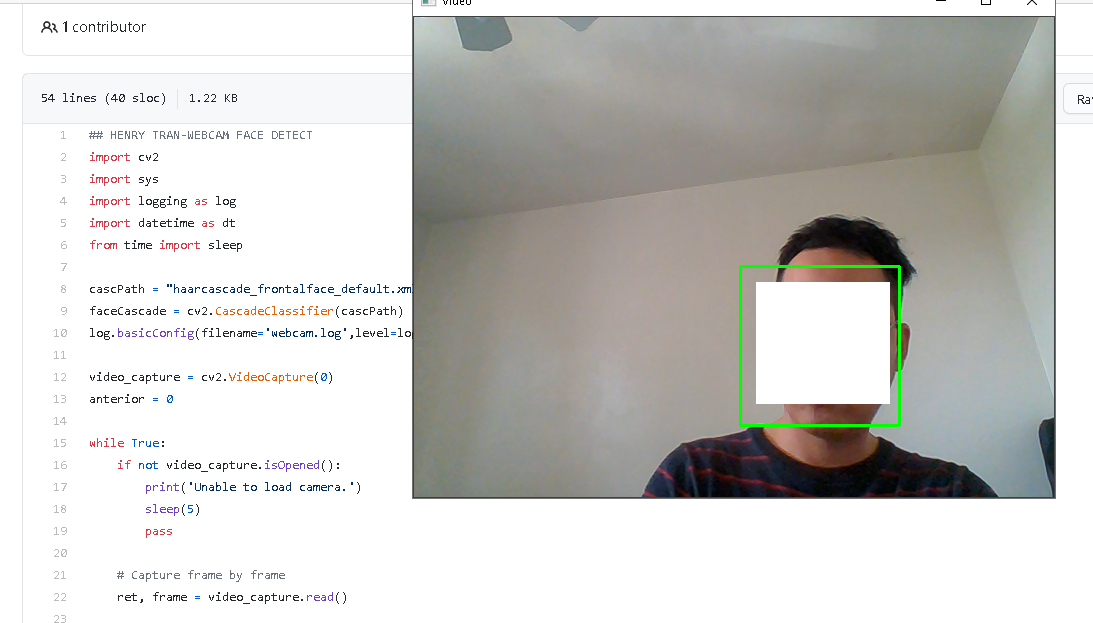 Video
1 contributor
54 lines (40 sloc) 1.22 KB
1 ## HENRY TRAN-WEBCAM FACE DETECT
2 import cv2
3 import sys
4 import logging as log
5 import datetime as dt
6 from time import sleep
7
8 cascPath = "haarcascade_frontalface_default.xm
9 faceCascade = cv2.CascadeClassifier(cascPath)
10 log.basicConfig(filename='webcam.log',level=lo
11
12 video_capture = cv2.VideoCapture(0)
13 anterior = 0
14
15 while True:
16 if not video_capture.isOpened():
17 print('Unable to load camera.')
18 sleep(5)
19 pass
20
21 # Capture frame by frame
22 ret, frame = video_capture.read()
23